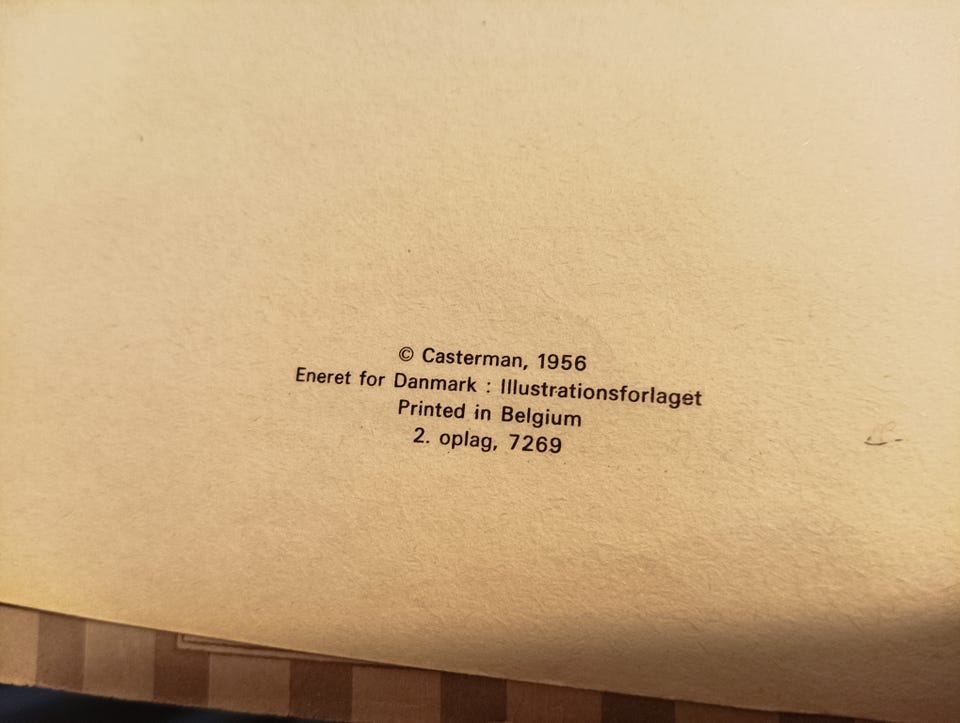 © Casterman, 1956
Eneret for Danmark : Illustrationsforlaget
Printed in Belgium
2. oplag, 7269